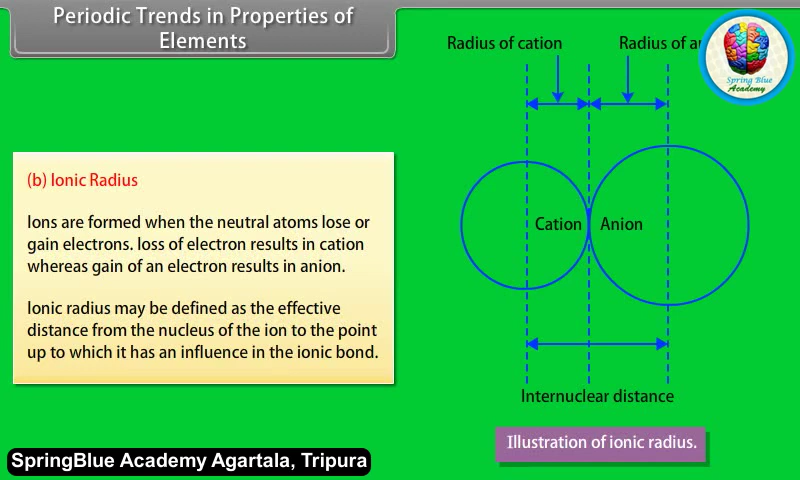 Periodic Trends in Properties of
Elements
Radius of cation
Radius of
Spring Blue
Academy
(b) Ionic Radius
Ions are formed when the neutral atoms lose or
gain electrons. loss of electron results in cation
whereas gain of an electron results in anion.
Ionic radius may be defined as the effective
distance from the nucleus of the ion to the point
up to which it has an influence in the ionic bond.
Cation
Anion
Internuclear distance
Illustration of ionic radius.
SpringBlue Academy Agartala, Tripura